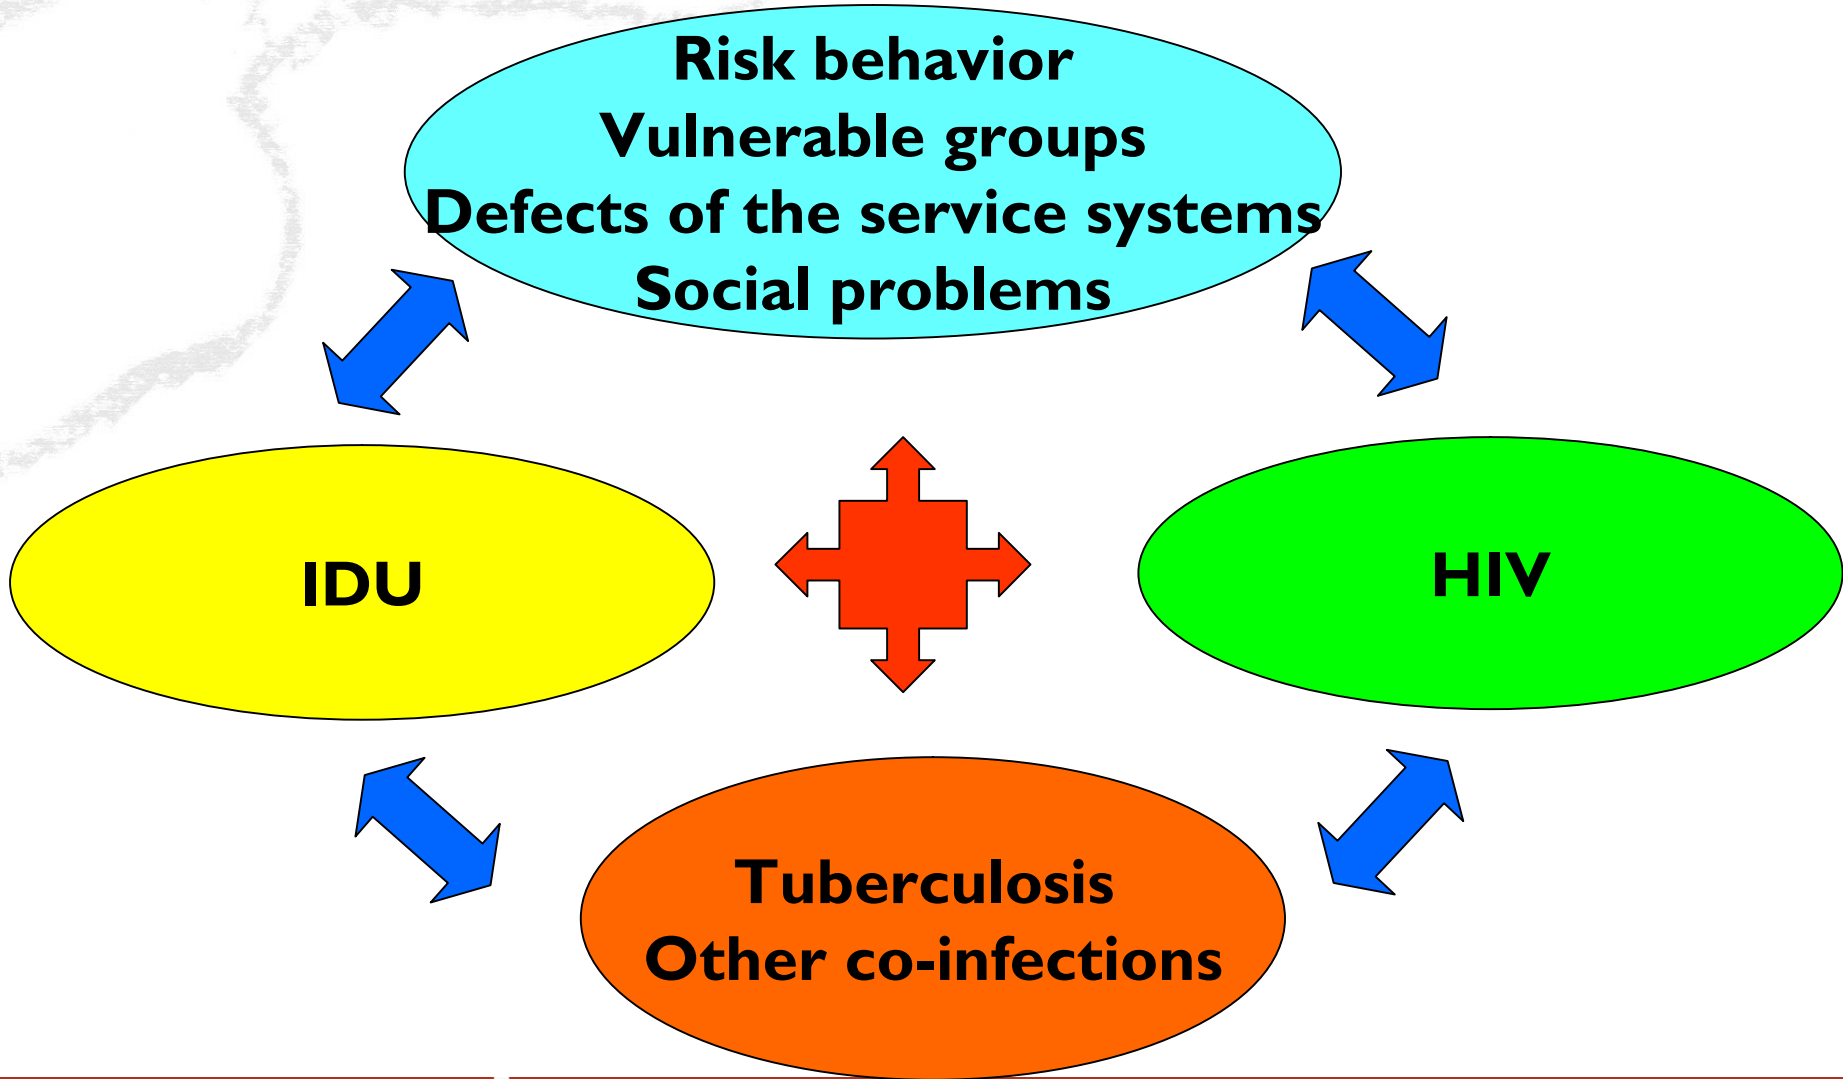 Risk behavior
Vulnerable groups
Defects of the service systems
Social problems
IDU
HIV
Tuberculosis
Other co-infections